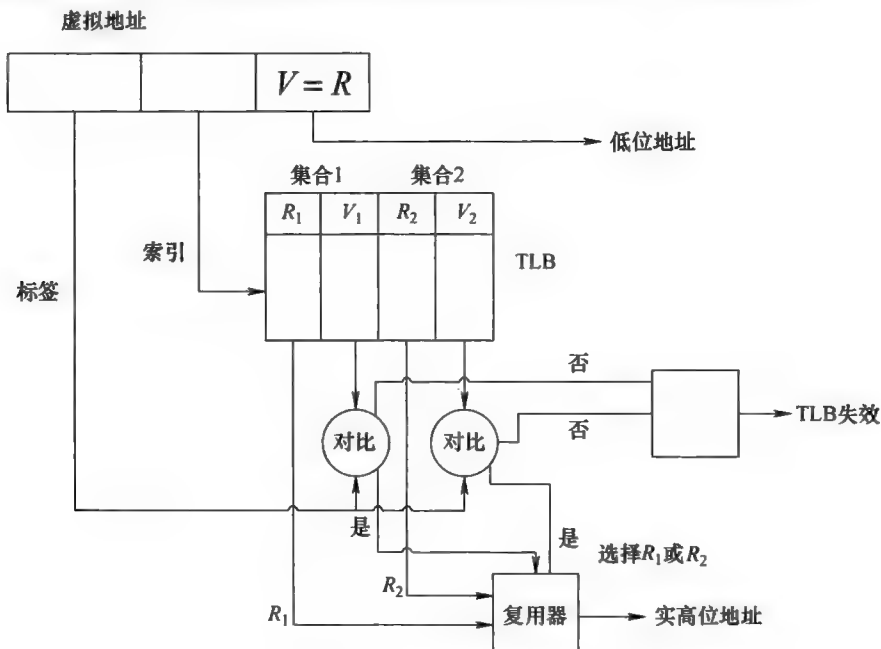 虚拟地址
V = R
低位地址
集合1
集合2
R₁
V₁
R₂
V₂
索引
TLB
标签
否
对比
对比
否
TLB失效
是
是
选择R₁或R₂
R₂
R₁
复用器
实高位地址